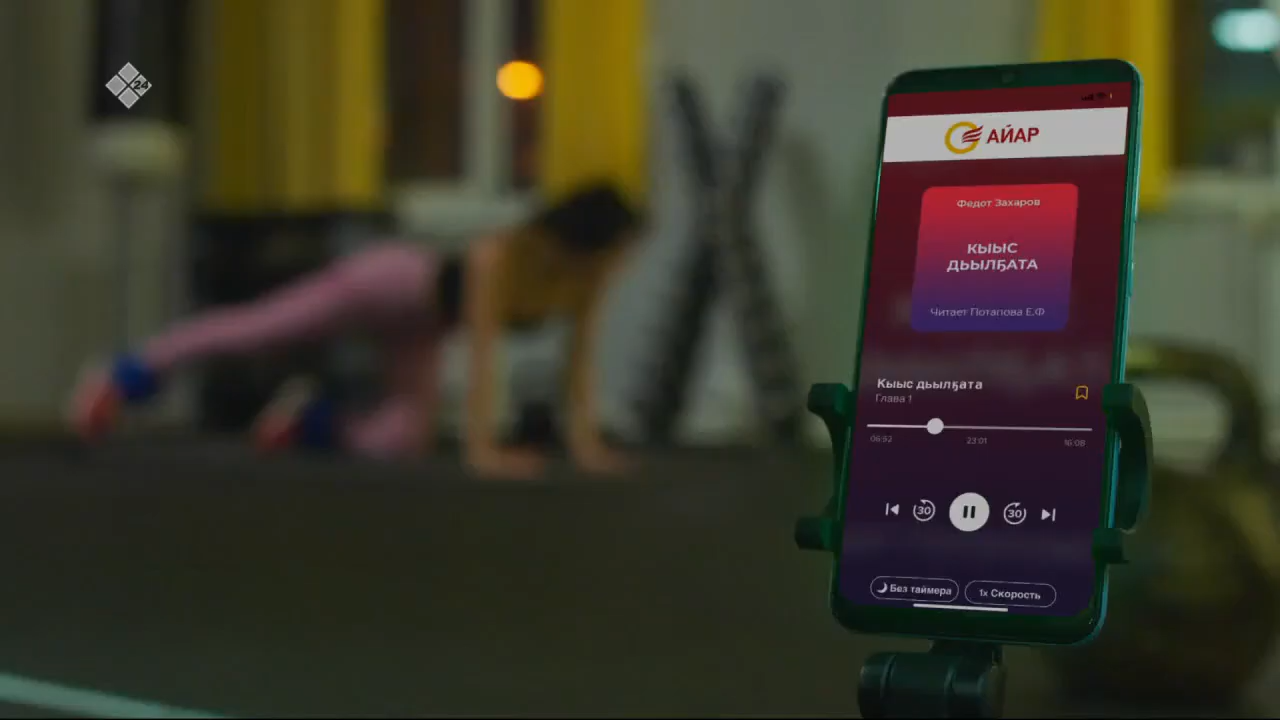 24
АЙАР
Федот Захаров
КЫЫС
ДЬЫЛҔАТА
Читает Потапова Е.Ф
Кыыс дьылҕата
Глава 1
06:92
23:01
16:08
30
30
Без таймера
1x Скорость